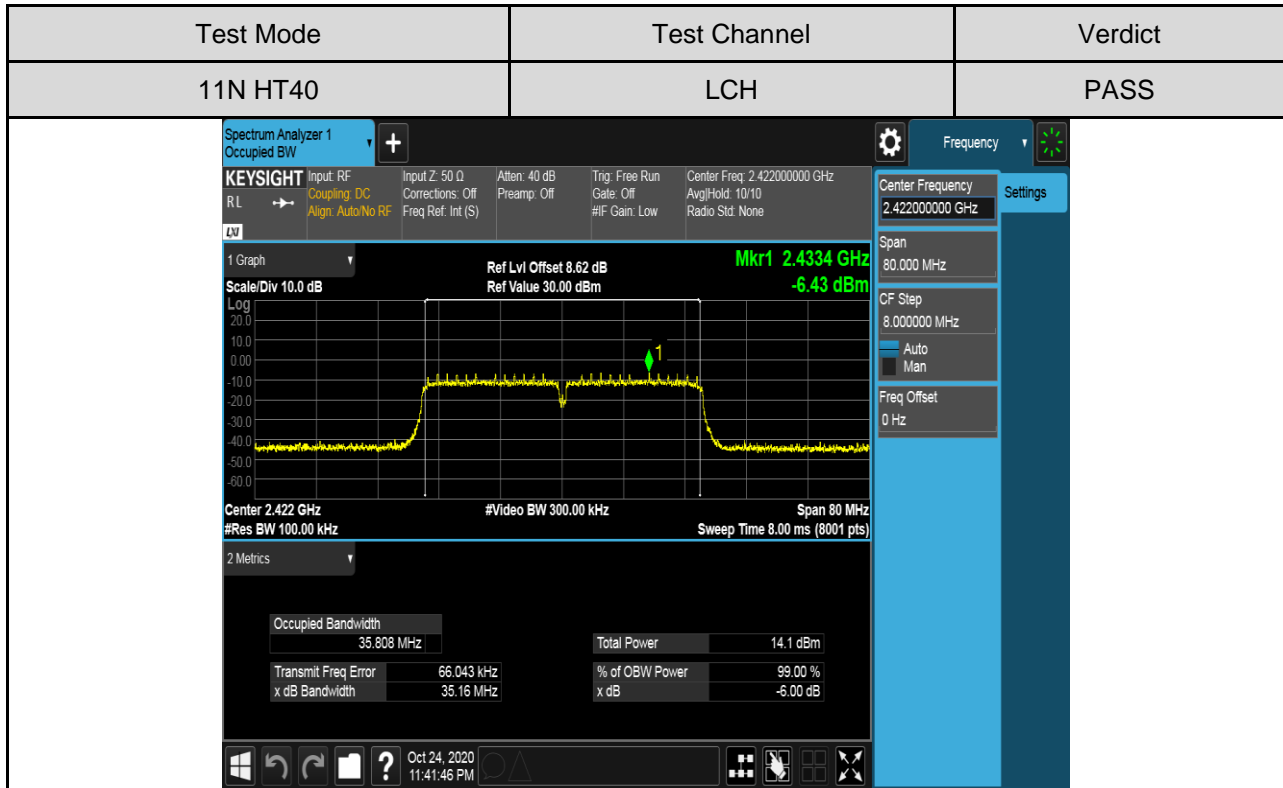 Test Mode Test Channel Verdict
11N HT40 LCH PASS
Spectrum Analyzer 1
Occupied BW
+
Frequency
KEYSIGHT
RL
LXI
Input: RF
Coupling: DC
Align: Auto/No RF
Input Z: 50 Ω
Corrections: Off
Freq Ref: Int (S)
Atten: 40 dB
Preamp: Off
Trig: Free Run
Gate: Off
#IF Gain: Low
Center Freq: 2.422000000 GHz
Avg|Hold: 10/10
Radio Std: None
Center Frequency
2.422000000 GHz
Settings
Span
80.000 MHz
CF Step
8.000000 MHz
Auto
Man
Freq Offset
0 Hz
1 Graph
Scale/Div 10.0 dB
Ref Lvl Offset 8.62 dB
Ref Value 30.00 dBm
Mkr1 2.4334 GHz
-6.43 dBm
Log
20.0
10.0
0.00
-10.0
-20.0
-30.0
-40.0
-50.0
-60.0
1
Center 2.422 GHz #Video BW 300.00 kHz Span 80 MHz
#Res BW 100.00 kHz Sweep Time 8.00 ms (8001 pts)
2 Metrics
Occupied Bandwidth
35.808 MHz
Total Power 14.1 dBm
Transmit Freq Error 66.043 kHz
% of OBW Power 99.00 %
x dB Bandwidth 35.16 MHz
x dB -6.00 dB
?
Oct 24, 2020
11:41:46 PM